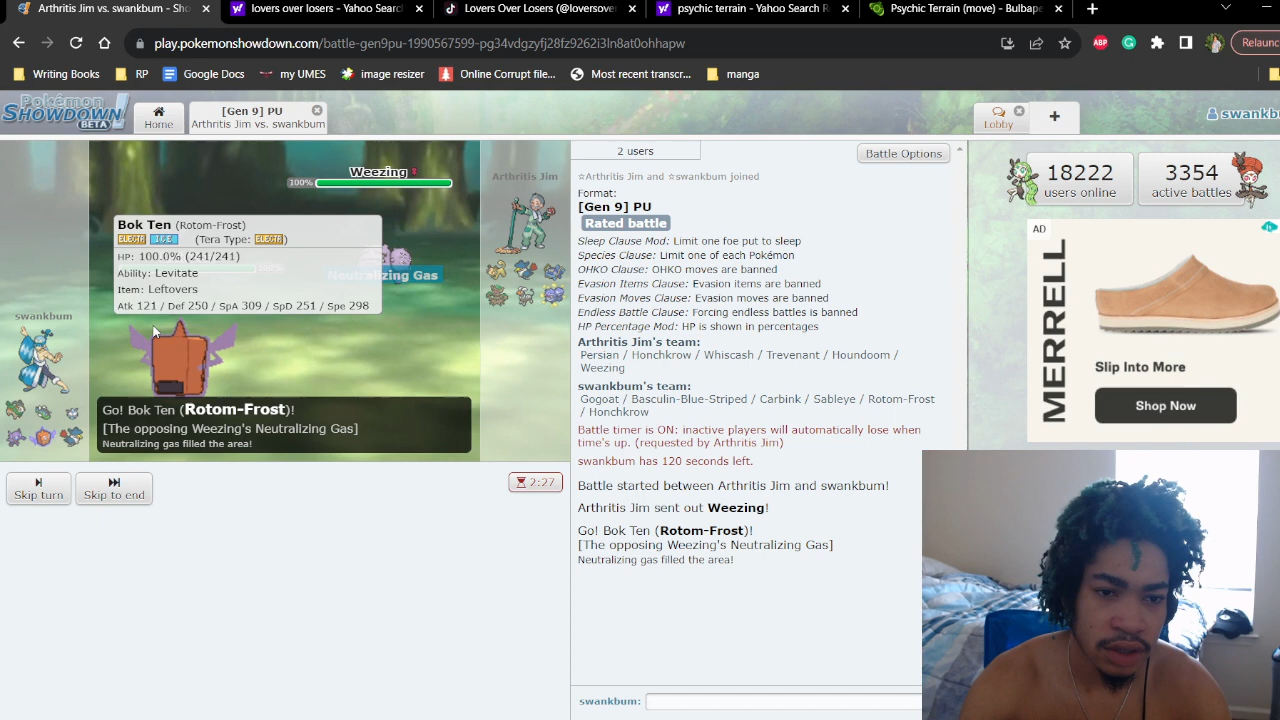 Arthritis Jim vs. swankbum - Sho
lovers over losers - Yahoo Searc
Lovers Over Losers (@loversover
psychic terrain - Yahoo Search R
Psychic Terrain (move) - Bulbape
play.pokemonshowdown.com/battle-gen9pu-1990567599-pg34vdgzyfj28fz9262i3ln8at0ohhapw
ABP
Relaunc
Writing Books
RP
Google Docs
my UMES
image resizer
Online Corrupt file...
Most recent transcr...
manga
Pokémon
SHOWDOWN!
BETA
Home
[Gen 9] PU
Arthritis Jim vs. swankbum
Lobby
swankbu
Weezing
100%
Arthritis Jim
Bok Ten (Rotom-Frost)
ELECTR ICE (Tera Type: ELECTR)
HP: 100.0% (241/241)
Ability: Levitate
Item: Leftovers
Atk 121 / Def 250 / SpA 309 / SpD 251 / Spe 298
Neutralizing Gas
swankbum
Go! Bok Ten (Rotom-Frost)!
[The opposing Weezing's Neutralizing Gas]
Neutralizing gas filled the area!
Skip turn
Skip to end
2:27
2 users
Battle Options
☆Arthritis Jim and ☆swankbum joined
Format:
[Gen 9] PU
Rated battle
Sleep Clause Mod: Limit one foe put to sleep
Species Clause: Limit one of each Pokémon
OHKO Clause: OHKO moves are banned
Evasion Items Clause: Evasion items are banned
Evasion Moves Clause: Evasion moves are banned
Endless Battle Clause: Forcing endless battles is banned
HP Percentage Mod: HP is shown in percentages
Arthritis Jim's team:
Persian / Honchkrow / Whiscash / Trevenant / Houndoom /
Weezing
swankbum's team:
Gogoat / Basculin-Blue-Striped / Carbink / Sableye / Rotom-Frost
/ Honchkrow
Battle timer is ON: inactive players will automatically lose when
time's up. (requested by Arthritis Jim)
swankbum has 120 seconds left.
Battle started between Arthritis Jim and swankbum!
Arthritis Jim sent out Weezing!
Go! Bok Ten (Rotom-Frost)!
[The opposing Weezing's Neutralizing Gas]
Neutralizing gas filled the area!
swankbum:
18222
users online
3354
active battles
AD
MERRELL
Slip Into More
Shop Now